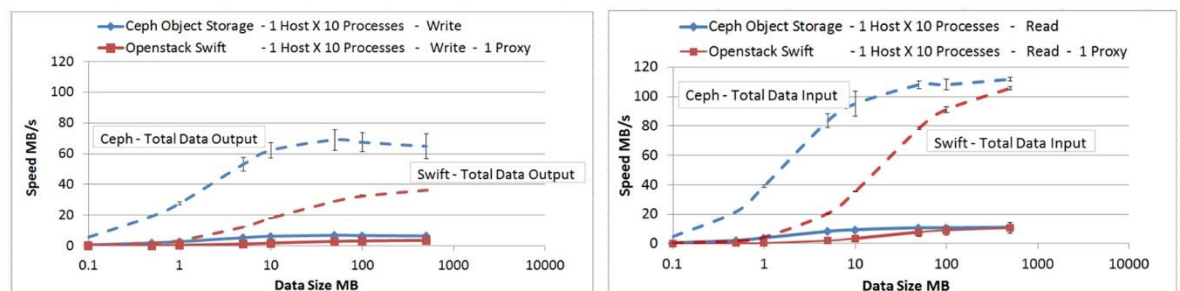 Ceph Object Storage - 1 Host X 10 Processes - Write
Openstack Swift - 1 Host X 10 Processes - Write - 1 Proxy
120
100
80
60
40
20
0
Speed MB/s
Ceph - Total Data Output
Swift - Total Data Output
0.1 1 10 100 1000 10000
Data Size MB
Ceph Object Storage - 1 Host X 10 Processes - Read
Openstack Swift - 1 Host X 10 Processes - Read - 1 Proxy
120
100
80
60
40
20
0
Speed MB/s
Ceph - Total Data Input
Swift - Total Data Input
0.1 1 10 100 1000 10000
Data Size MB